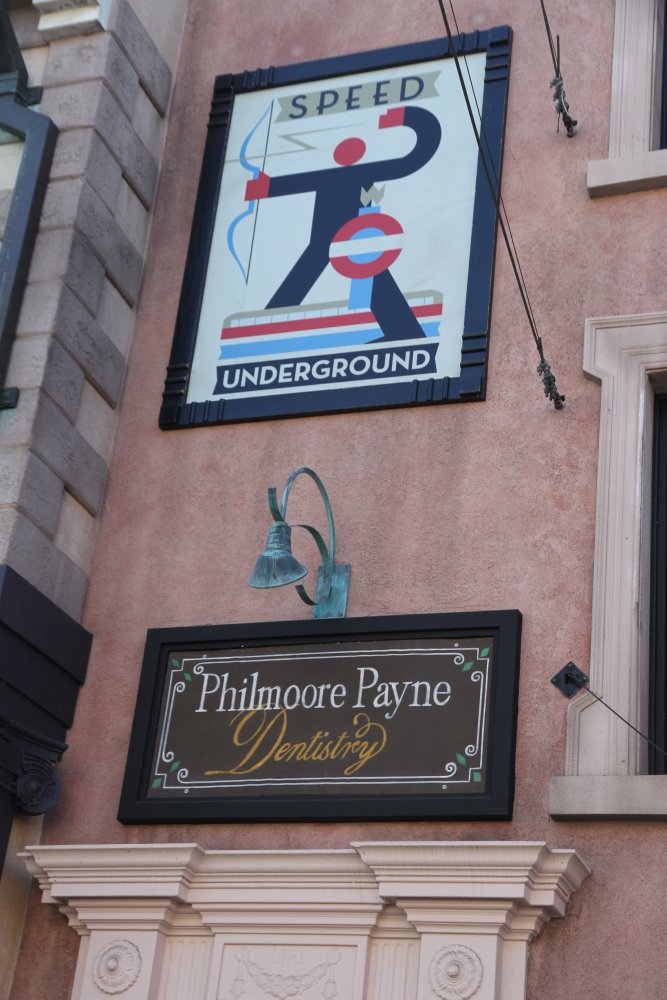 SPEED
UNDERGROUND
Philmoore Payne
Dentistry